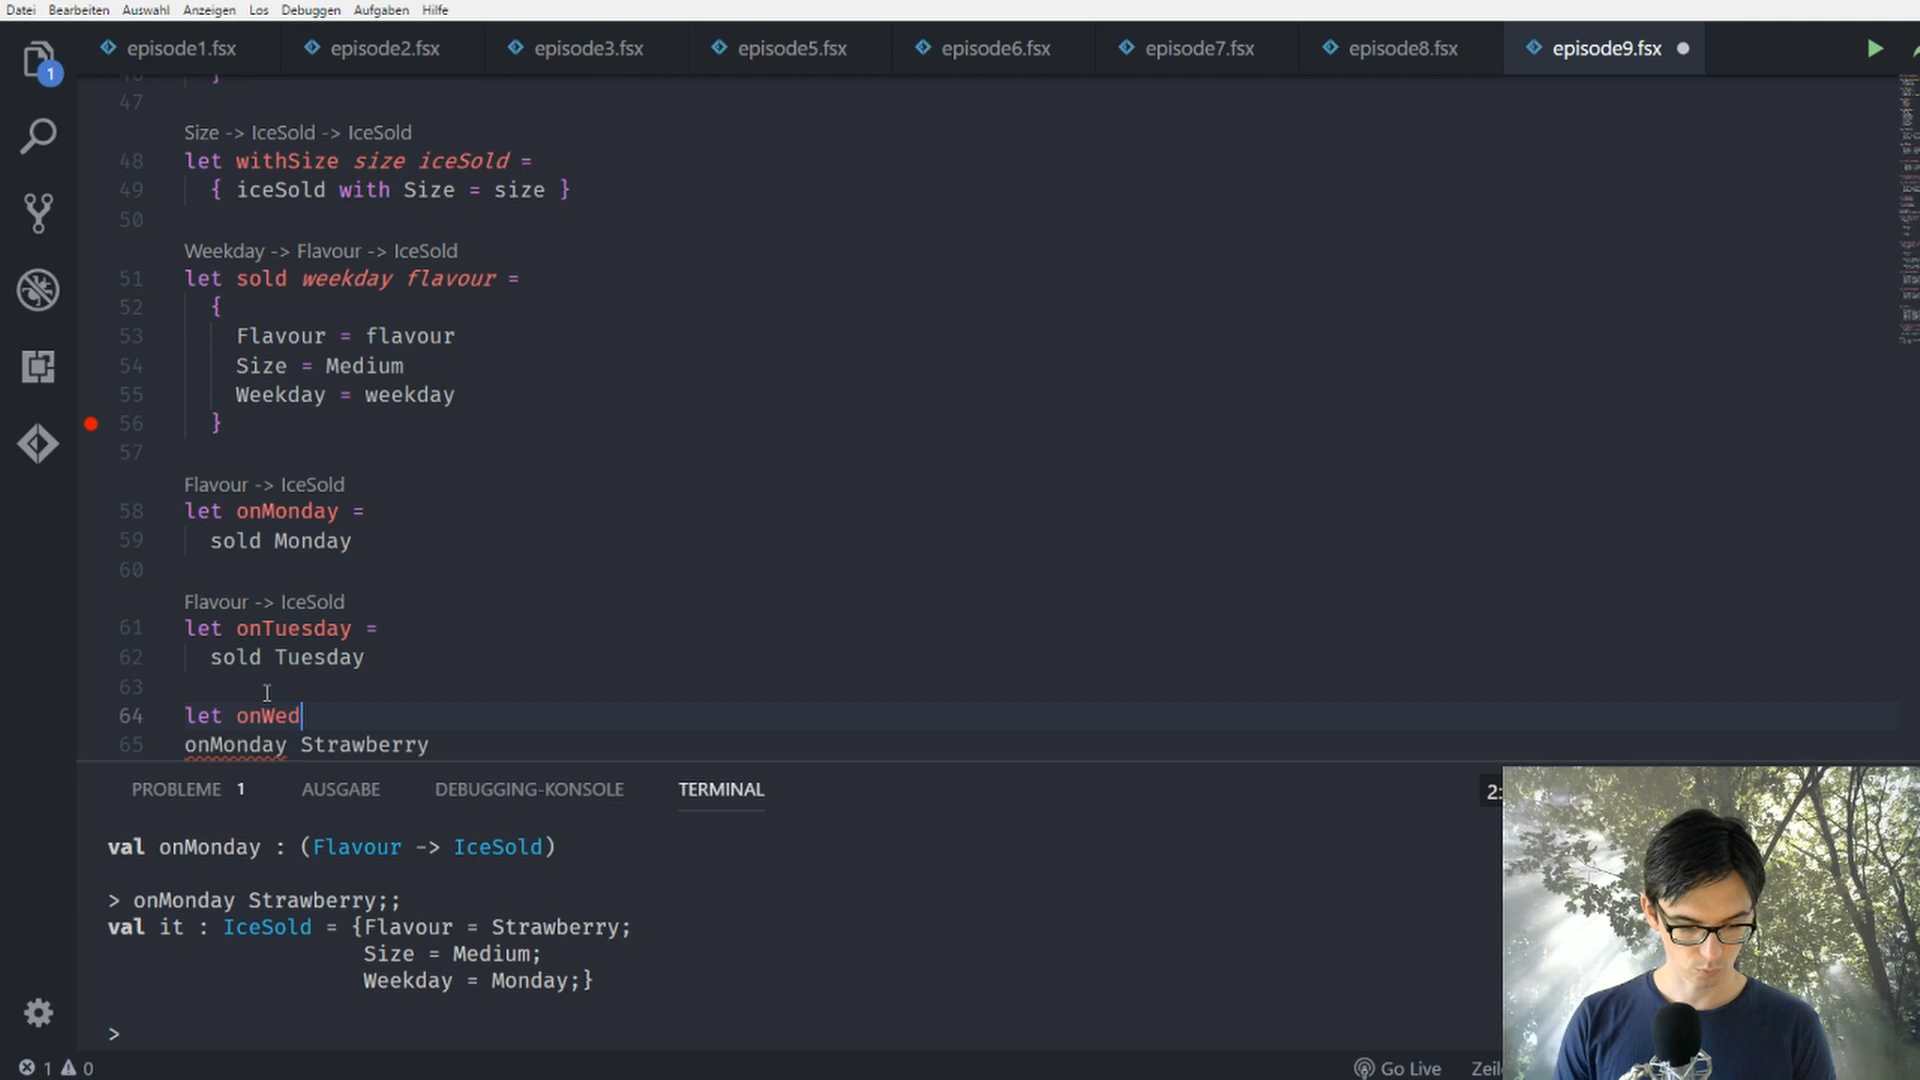 Datei Bearbeiten Auswahl Anzeigen Los Debuggen Aufgaben Hilfe
episode1.fsx episode2.fsx episode3.fsx episode5.fsx episode6.fsx episode7.fsx episode8.fsx episode9.fsx
1
46 }
47
Size -> IceSold -> IceSold
48 let withSize size iceSold =
49 { iceSold with Size = size }
50
Weekday -> Flavour -> IceSold
51 let sold weekday flavour =
52 {
53 Flavour = flavour
54 Size = Medium
55 Weekday = weekday
56 }
57
Flavour -> IceSold
58 let onMonday =
59 sold Monday
60
Flavour -> IceSold
61 let onTuesday =
62 sold Tuesday
63
64 let onWed
65 onMonday Strawberry
PROBLEME 1 AUSGABE DEBUGGING-KONSOLE TERMINAL 2:
val onMonday : (Flavour -> IceSold)
> onMonday Strawberry;;
val it : IceSold = {Flavour = Strawberry;
Size = Medium;
Weekday = Monday;}
>
1 0 Go Live Zeil